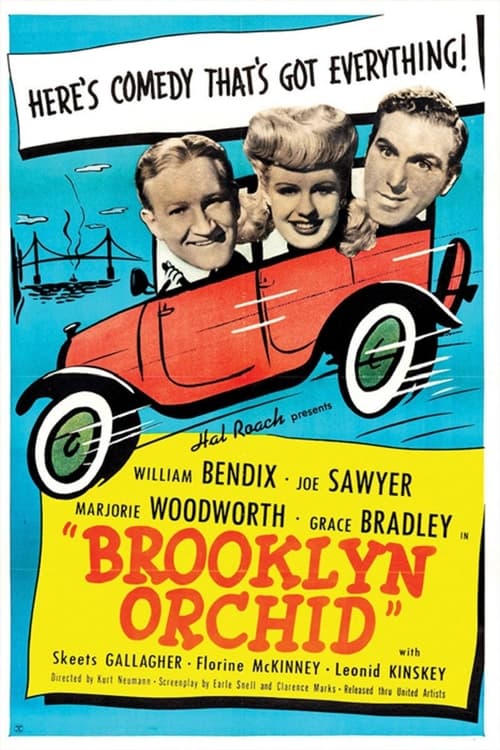 HERE'S COMEDY THAT'S GOT EVERYTHING!
Hal Roach presents
WILLIAM BENDIX · JOE SAWYER
MARJORIE WOODWORTH · GRACE BRADLEY IN
"BROOKLYN
ORCHID"
with
Skeets GALLAGHER · Florine McKINNEY · Leonid KINSKEY
Directed by Kurt Neumann · Screenplay by Earle Snell and Clarence Marks · Released thru United Artists